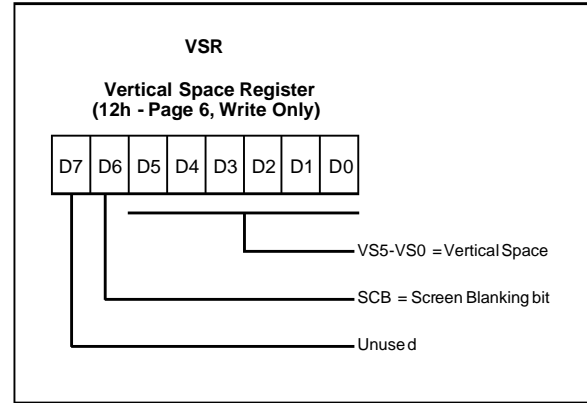 VSR
Vertical Space Register
(12h - Page 6, Write Only)
D7 D6 D5 D4 D3 D2 D1 D0
VS5-VS0 = Vertical Space
SCB = Screen Blanking bit
Unused